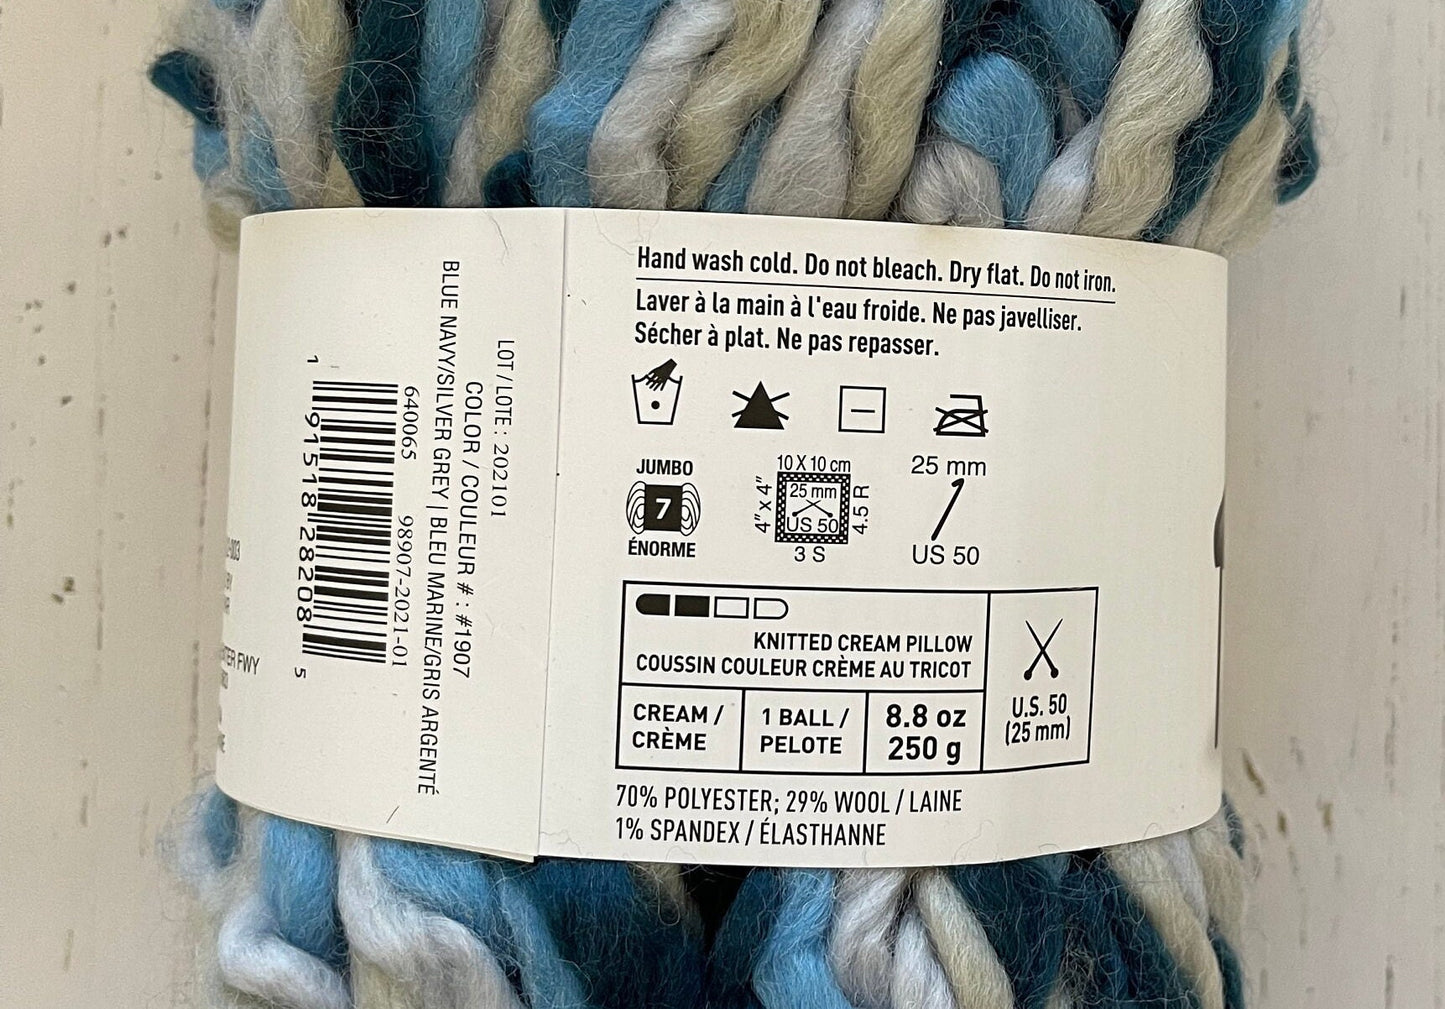 Hand wash cold. Do not bleach. Dry flat. Do not iron.
Laver à la main à l'eau froide. Ne pas javelliser.
Sécher à plat. Ne pas repasser.
JUMBO
7
ÉNORME
10 X 10 cm
4" x 4"
25 mm
US 50
4.5 R
3 S
25 mm
US 50
KNITTED CREAM PILLOW
COUSSIN COULEUR CRÈME AU TRICOT
CREAM /
CRÈME
1 BALL /
PELOTE
8.8 oz
250 g
U.S. 50
(25 mm)
70% POLYESTER; 29% WOOL / LAINE
1% SPANDEX / ÉLASTHANNE
LOT / LOTE : 202101
COLOR / COULEUR # : #1907
BLUE NAVY/SILVER GREY | BLEU MARINE/GRIS ARGENTÉ
640065 98907-2021-01
1 91518 28208 5
FWY